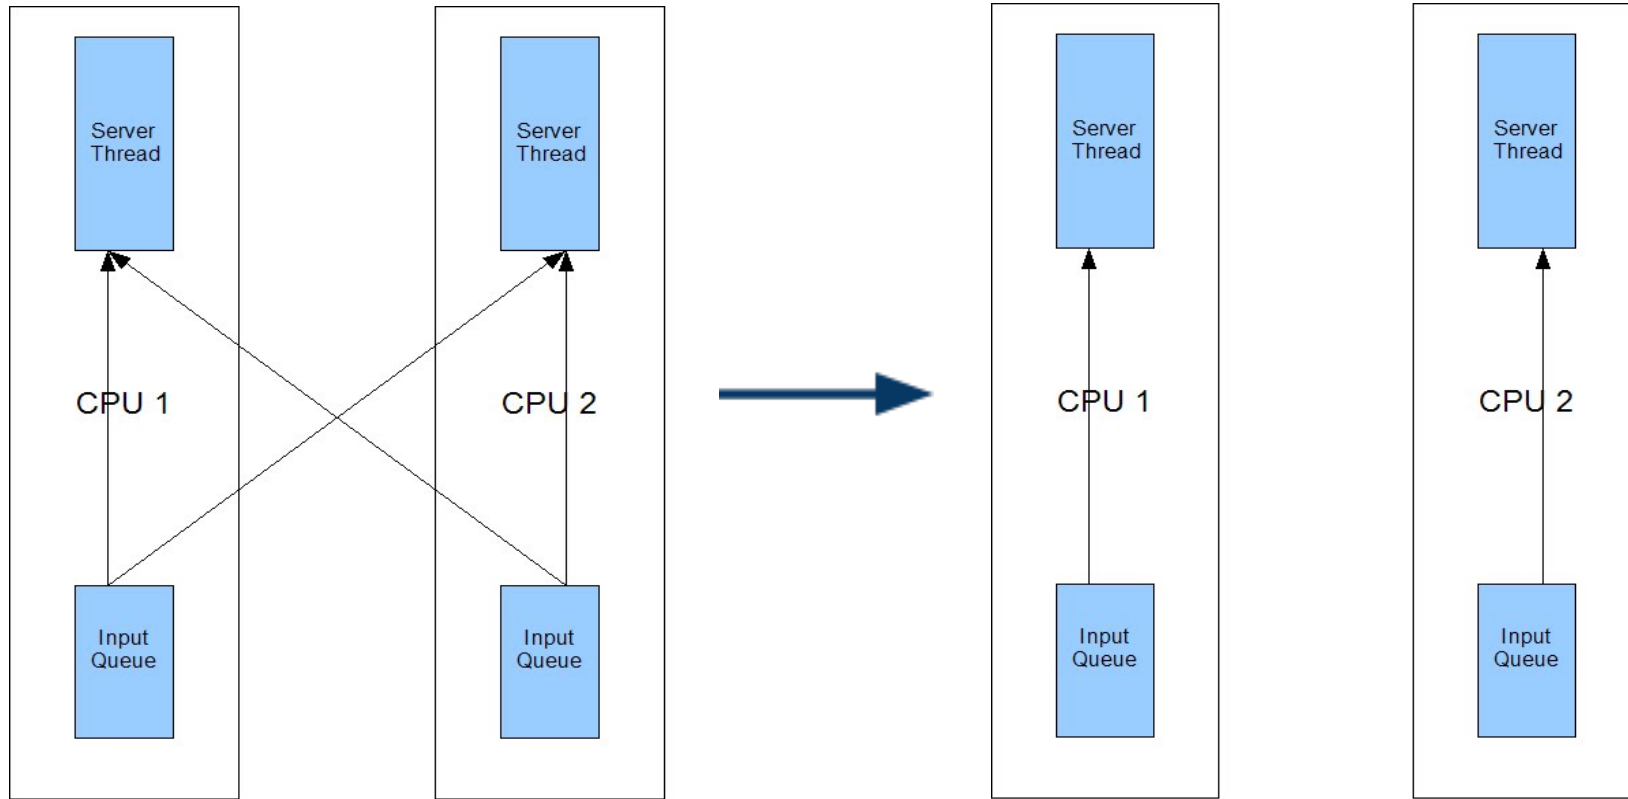 Server
Thread
Server
Thread
Server
Thread
Server
Thread
CPU 1
CPU 2
CPU 1
CPU 2
Input
Queue
Input
Queue
Input
Queue
Input
Queue